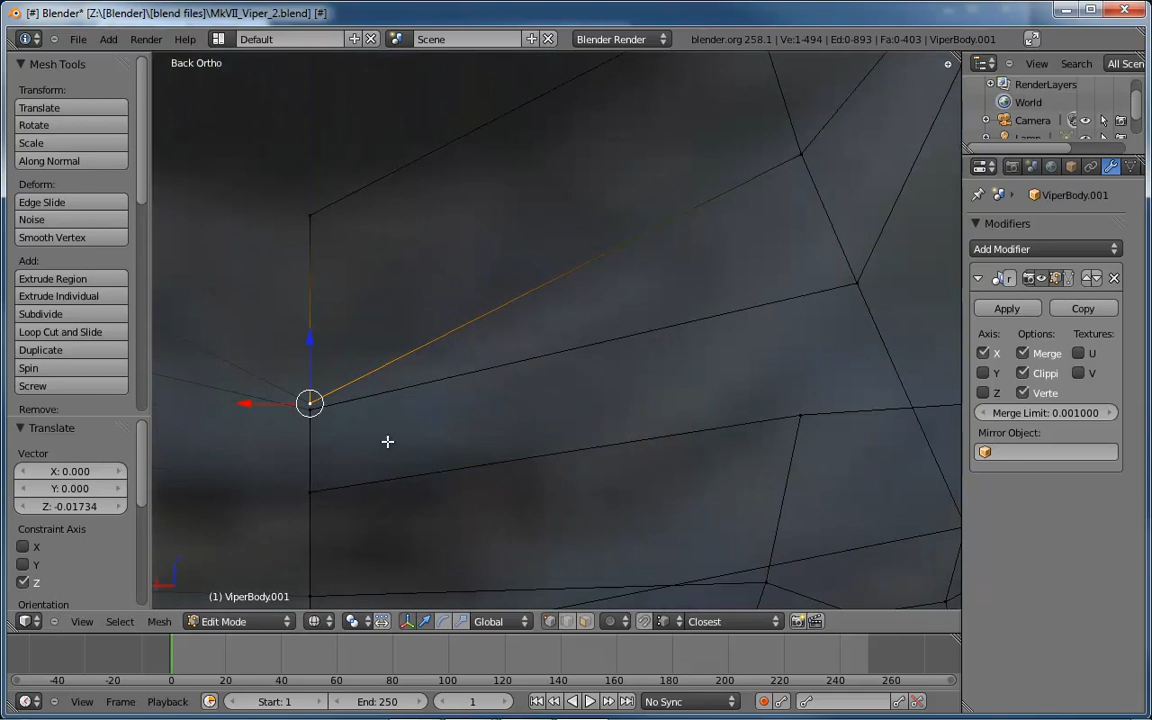 [#] Blender* [Z:\[Blender]\[blend files]\MkVII_Viper_2.blend] [#]
File Add Render Help Default Scene Blender Render blender.org 258.1 | Ve:1-494 | Ed:0-893 | Fa:0-403 | ViperBody.001
Mesh Tools
Transform:
Translate
Rotate
Scale
Along Normal
Deform:
Edge Slide
Noise
Smooth Vertex
Add:
Extrude Region
Extrude Individual
Subdivide
Loop Cut and Slide
Duplicate
Spin
Screw
Remove:
Translate
Vector
X: 0.000
Y: 0.000
Z: -0.01734
Constraint Axis
X
Y
Z
Orientation
Back Ortho
(1) ViperBody.001
View Search All Scen
RenderLayers
World
Camera
ViperBody.001
Modifiers
Add Modifier
Apply Copy
Axis: Options: Textures:
X Merge U
Y Clippi V
Z Verte
Merge Limit: 0.001000
Mirror Object:
View Select Mesh Edit Mode Global Closest
-40 -20 0 20 40 60 80 100 120 140 160 180 200 220 240 260
View Frame Playback Start: 1 End: 250 1 No Sync